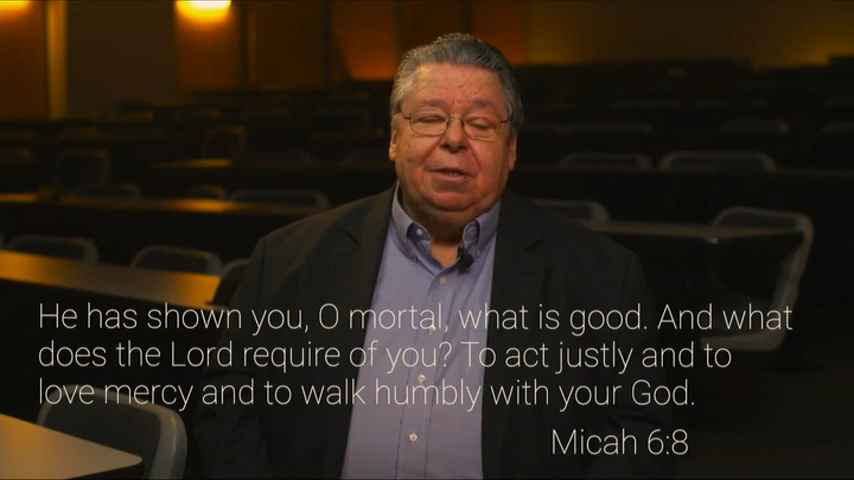 He has shown you, O mortal, what is good. And what
does the Lord require of you? To act justly and to
love mercy and to walk humbly with your God.
Micah 6:8